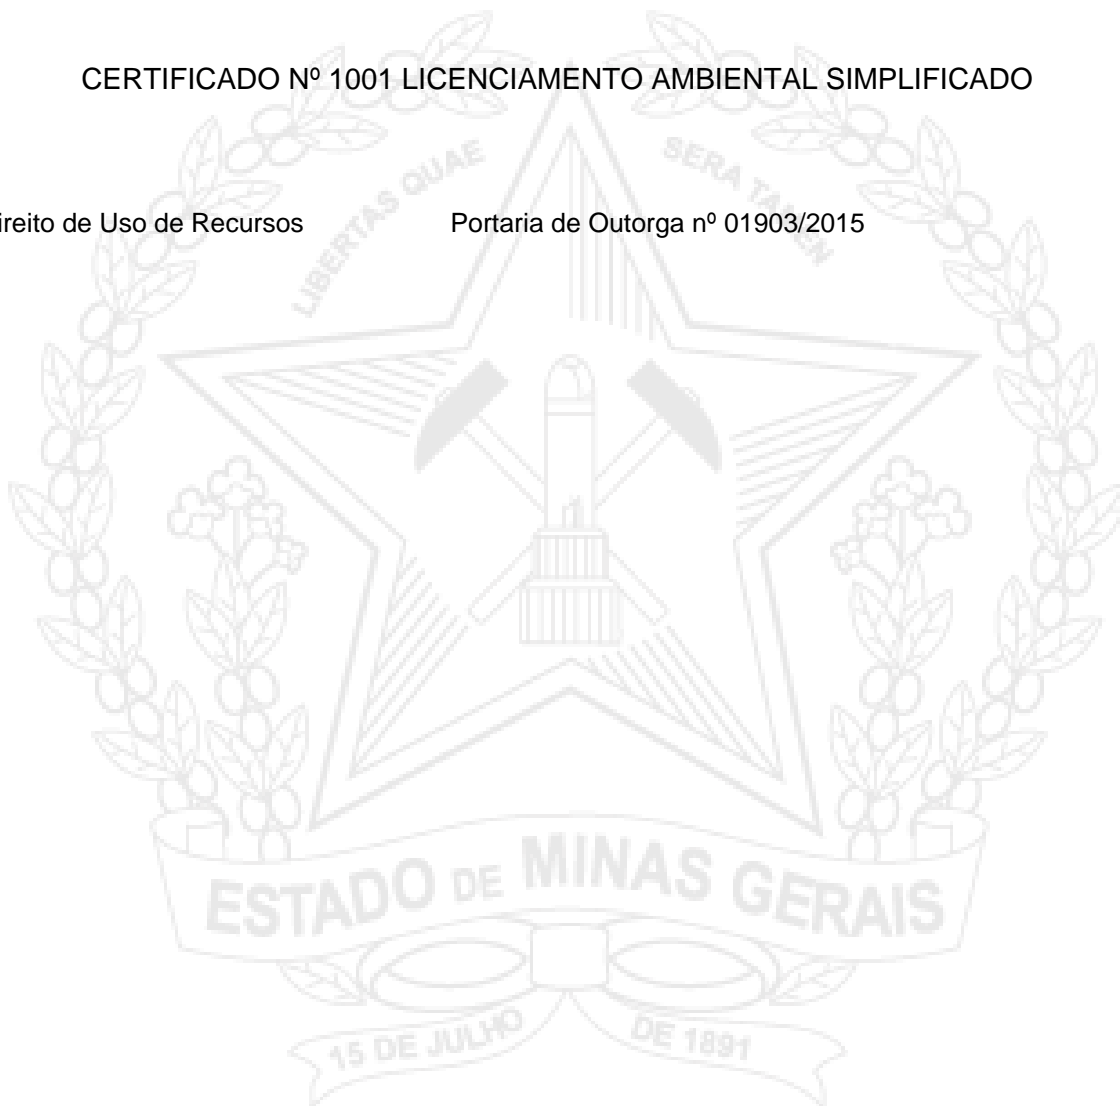 CERTIFICADO Nº 1001 LICENCIAMENTO AMBIENTAL SIMPLIFICADO
LIBERTAS QUAE SERA TAMEN
ireito de Uso de Recursos Portaria de Outorga nº 01903/2015
ESTADO DE MINAS GERAIS
15 DE JULHO DE 1891